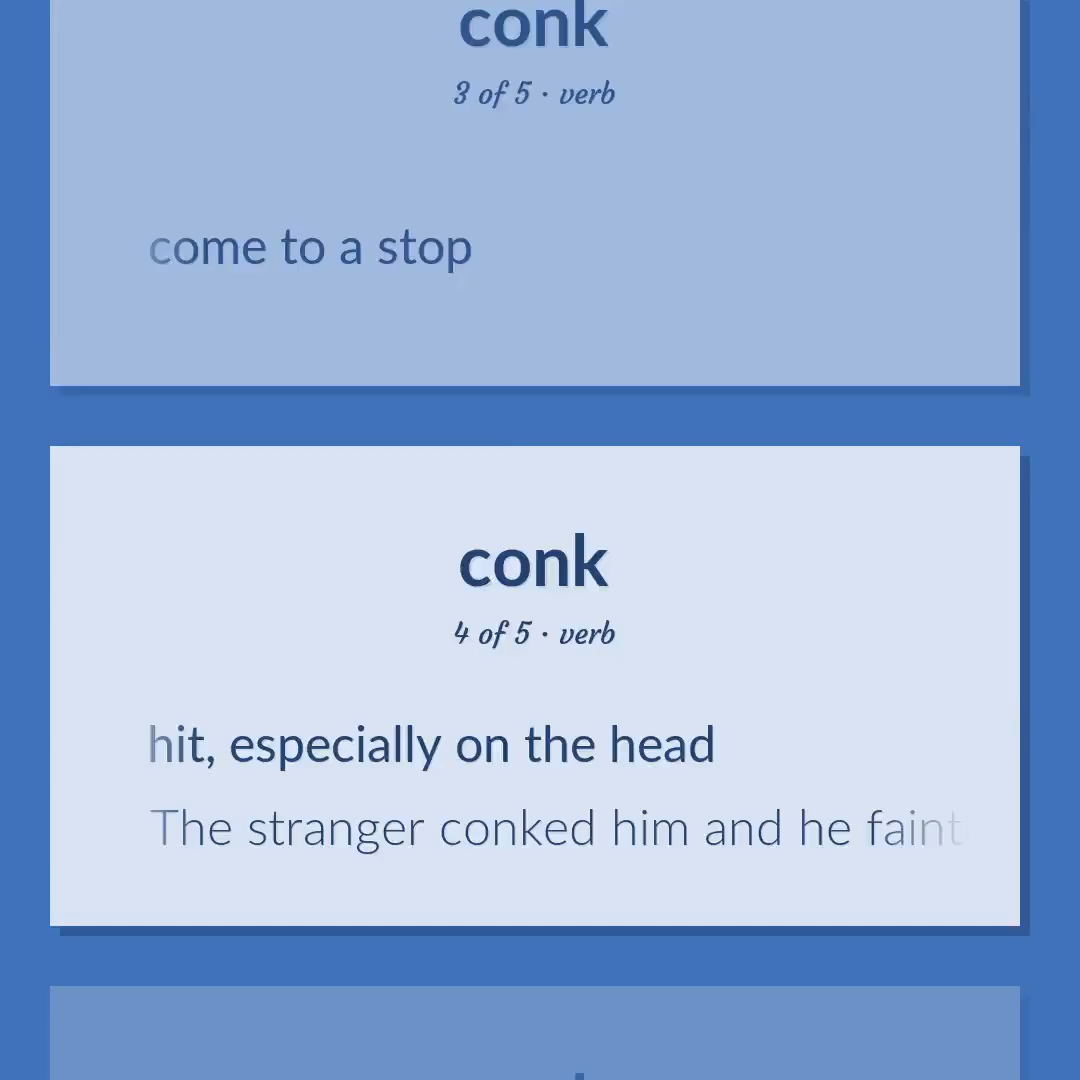 conk
3 of 5 · verb
come to a stop
conk
4 of 5 · verb
hit, especially on the head
The stranger conked him and he faint